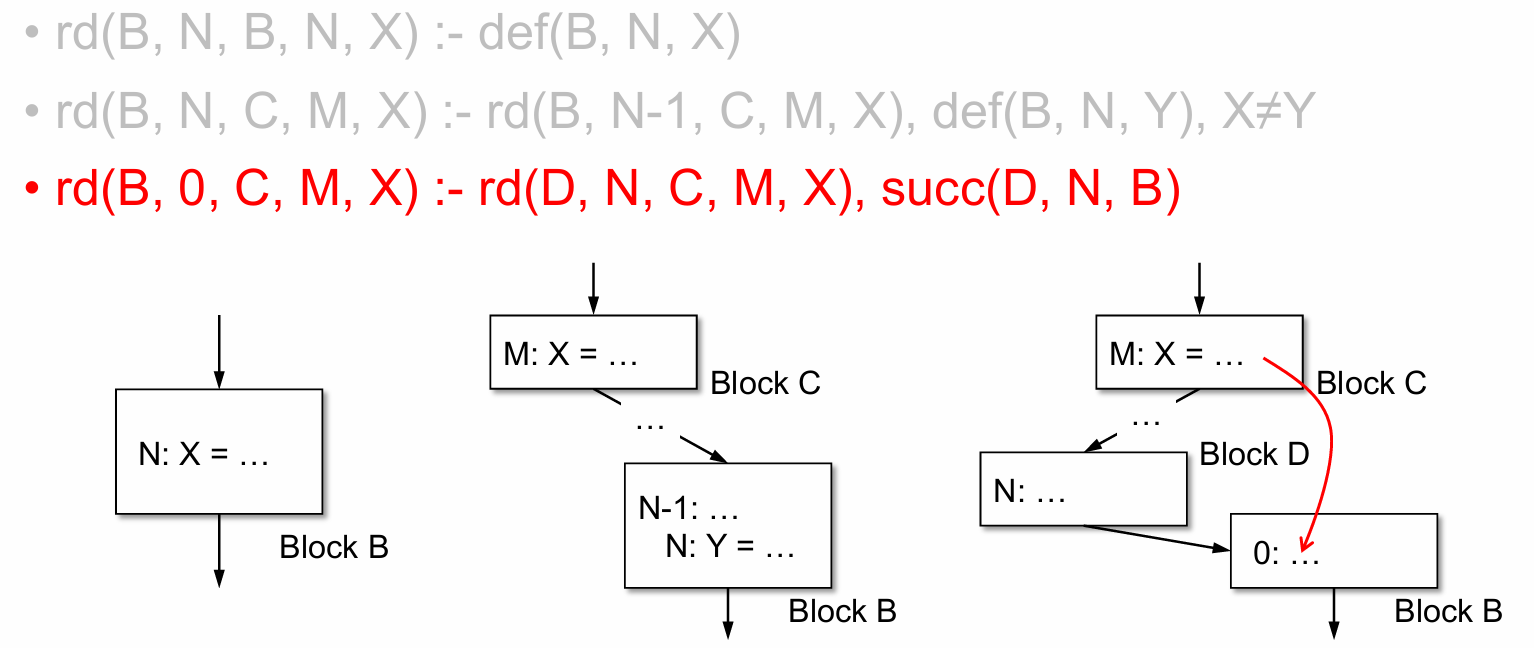 • rd(B, N, B, N, X) :- def(B, N, X)
• rd(B, N, C, M, X) :- rd(B, N-1, C, M, X), def(B, N, Y), X≠Y
• rd(B, 0, C, M, X) :- rd(D, N, C, M, X), succ(D, N, B)
N: X = …
Block B
M: X = …
Block C
…
N-1: …
N: Y = …
Block B
M: X = …
Block C
…
Block D
N: …
0: …
Block B